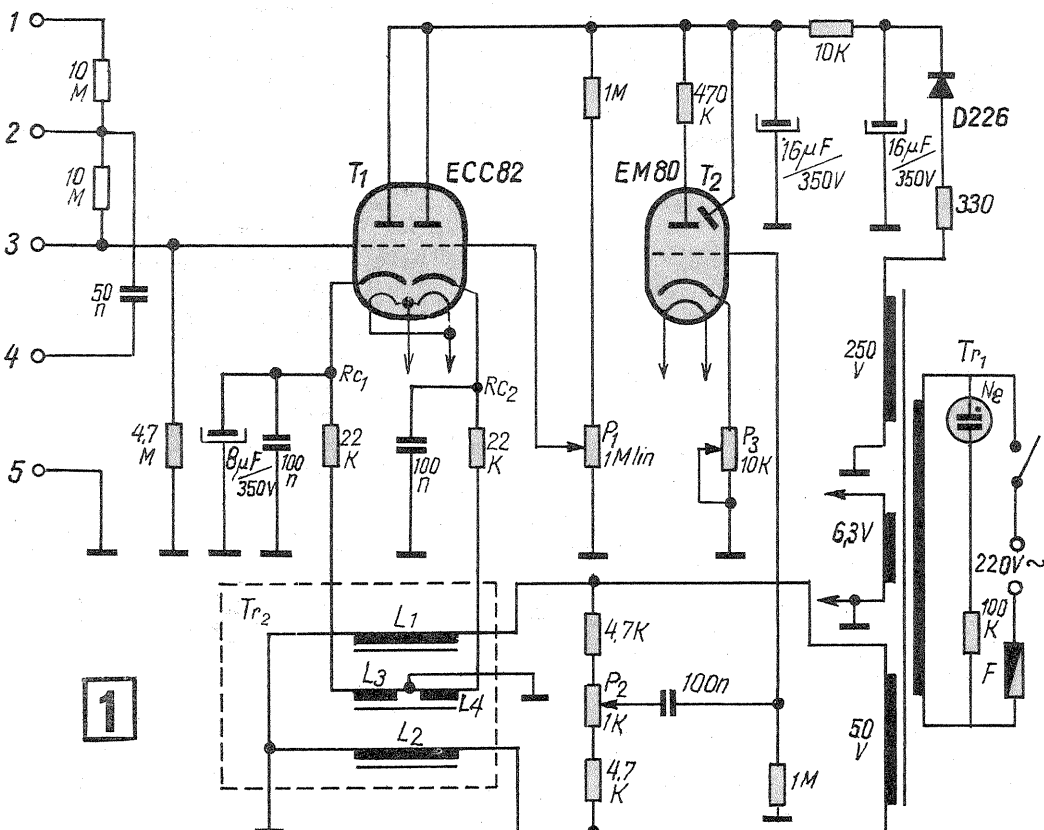 1
10 M
2
10 M
3
50 n
4
4,7 M
5
T1
ECC82
Rc1
Rc2
8µF/350V
100 n
22 K
100 n
22 K
1M
P1
1Mlin
470 K
EM80
T2
P3
10K
16µF/350V
10K
16µF/350V
D226
330
250 V
Tr1
Ne
6,3V
220V~
100 K
F
50 V
Tr2
L1
L3
L4
L2
4,7K
P2
1K
100n
4,7 K
1M
1